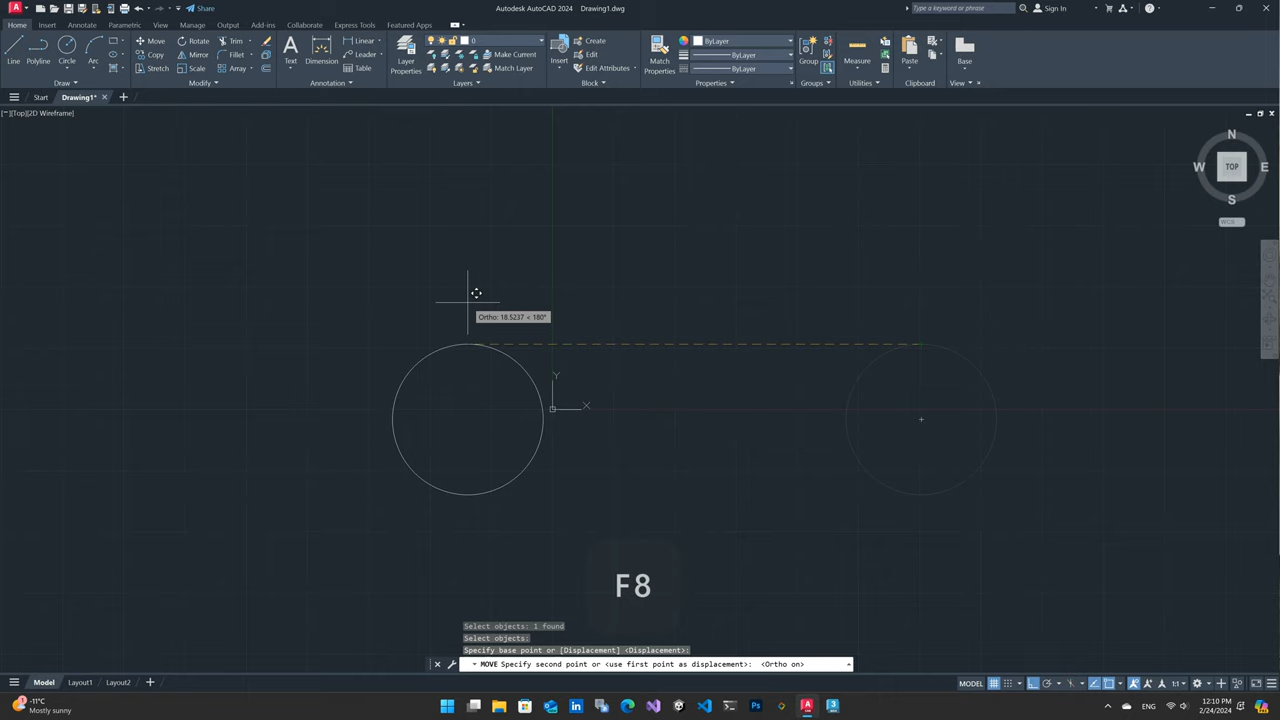 Share
Autodesk AutoCAD 2024 Drawing1.dwg
Type a keyword or phrase
Sign In
Home Insert Annotate Parametric View Manage Output Add-ins Collaborate Express Tools Featured Apps
Line
Polyline
Circle
Arc
Move
Copy
Stretch
Rotate
Mirror
Scale
Trim
Fillet
Array
Text
Dimension
Linear
Leader
Table
Layer
Properties
0
Make Current
Match Layer
Insert
Create
Edit
Edit Attributes
Match
Properties
ByLayer
ByLayer
ByLayer
Group
Measure
Paste
Base
Draw
Modify
Annotation
Layers
Block
Properties
Groups
Utilities
Clipboard
View
Start
Drawing1*
[−][Top][2D Wireframe]
N
W
TOP
E
S
WCS
Ortho: 18.5237 < 180°
Y
X
F8
Select objects: 1 found
Select objects:
Specify base point or [Displacement] <Displacement>:
MOVE Specify second point or <use first point as displacement>: <Ortho on>
Model
Layout1
Layout2
MODEL
1:1
-11°C
Mostly sunny
ENG
12:10 PM
2/24/2024